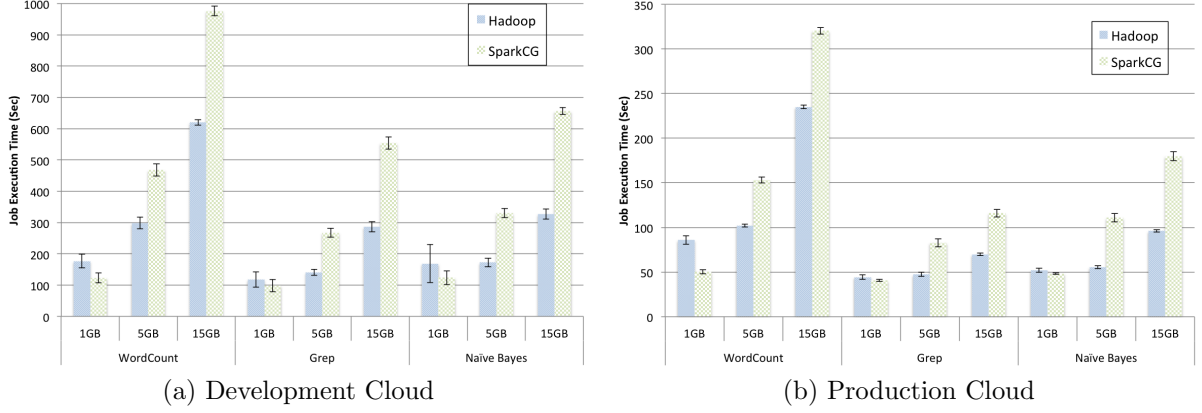 1000
900
800
700
600
500
400
300
200
100
0
Job Execution Time (Sec)
Hadoop
SparkCG
1GB 5GB 15GB 1GB 5GB 15GB 1GB 5GB 15GB
WordCount Grep Naïve Bayes
(a) Development Cloud
350
300
250
200
150
100
50
0
Job Execution Time (Sec)
Hadoop
SparkCG
1GB 5GB 15GB 1GB 5GB 15GB 1GB 5GB 15GB
WordCount Grep Naïve Bayes
(b) Production Cloud